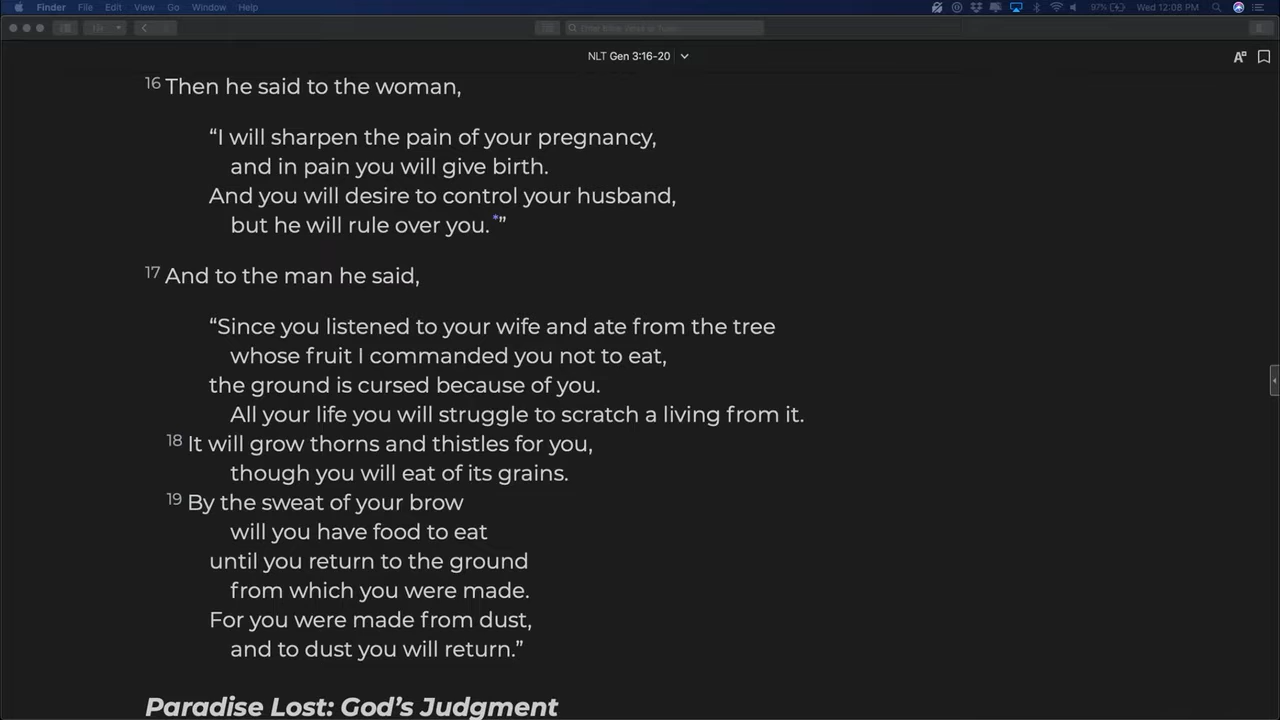 Finder File Edit View Go Window Help 97% Wed 12:08 PM
NLT Gen 3:16-20
16 Then he said to the woman,
“I will sharpen the pain of your pregnancy,
and in pain you will give birth.
And you will desire to control your husband,
but he will rule over you.*”
17 And to the man he said,
“Since you listened to your wife and ate from the tree
whose fruit I commanded you not to eat,
the ground is cursed because of you.
All your life you will struggle to scratch a living from it.
18 It will grow thorns and thistles for you,
though you will eat of its grains.
19 By the sweat of your brow
will you have food to eat
until you return to the ground
from which you were made.
For you were made from dust,
and to dust you will return.”
Paradise Lost: God’s Judgment